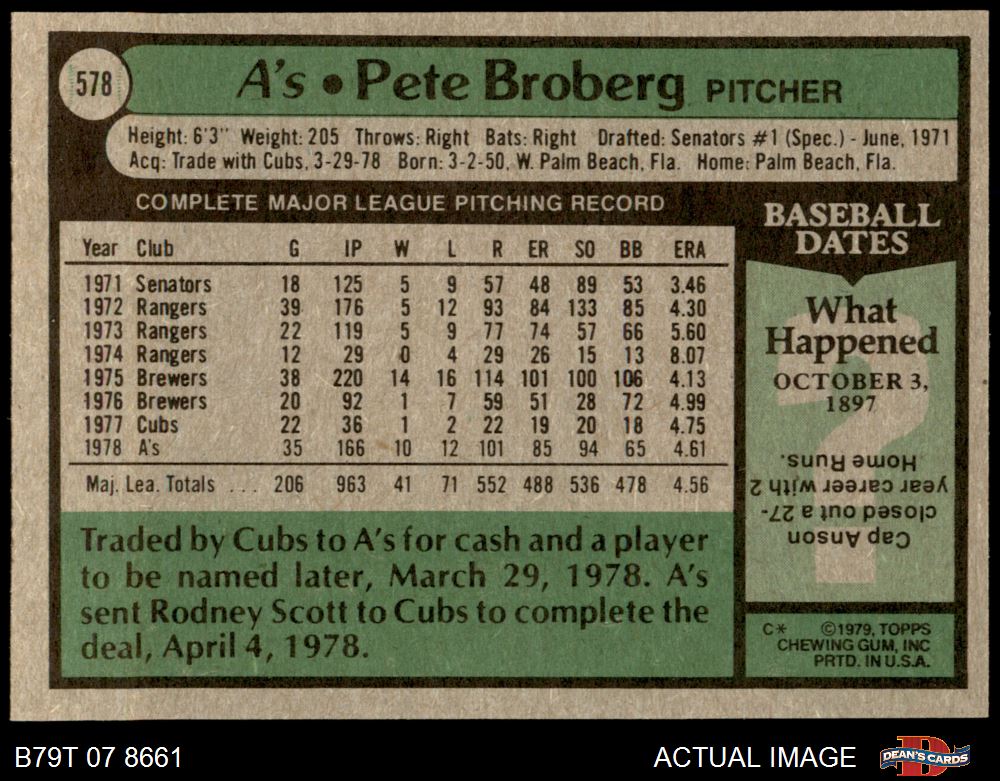 578
A's • Pete Broberg PITCHER
Height: 6'3" Weight: 205 Throws: Right Bats: Right Drafted: Senators #1 (Spec.) - June, 1971
Acq: Trade with Cubs, 3-29-78 Born: 3-2-50, W. Palm Beach, Fla. Home: Palm Beach, Fla.
COMPLETE MAJOR LEAGUE PITCHING RECORD
Year Club G IP W L R ER SO BB ERA
1971 Senators 18 125 5 9 57 48 89 53 3.46
1972 Rangers 39 176 5 12 93 84 133 85 4.30
1973 Rangers 22 119 5 9 77 74 57 66 5.60
1974 Rangers 12 29 0 4 29 26 15 13 8.07
1975 Brewers 38 220 14 16 114 101 100 106 4.13
1976 Brewers 20 92 1 7 59 51 28 72 4.99
1977 Cubs 22 36 1 2 22 19 20 18 4.75
1978 A's 35 166 10 12 101 85 94 65 4.61
Maj. Lea. Totals ... 206 963 41 71 552 488 536 478 4.56
Traded by Cubs to A's for cash and a player
to be named later, March 29, 1978. A's
sent Rodney Scott to Cubs to complete the
deal, April 4, 1978.
BASEBALL
DATES
What
Happened
OCTOBER 3,
1897
?
Cap Anson
closed out a 27-
year career with 2
Home Runs.
C* ©1979, TOPPS
CHEWING GUM, INC
PRTD. IN U.S.A.
B79T 07 8661
ACTUAL IMAGE
DEAN'S CARDS